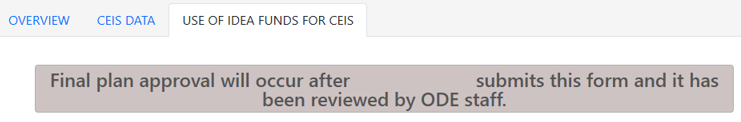 OVERVIEW CEIS DATA USE OF IDEA FUNDS FOR CEIS
Final plan approval will occur after submits this form and it has
been reviewed by ODE staff.